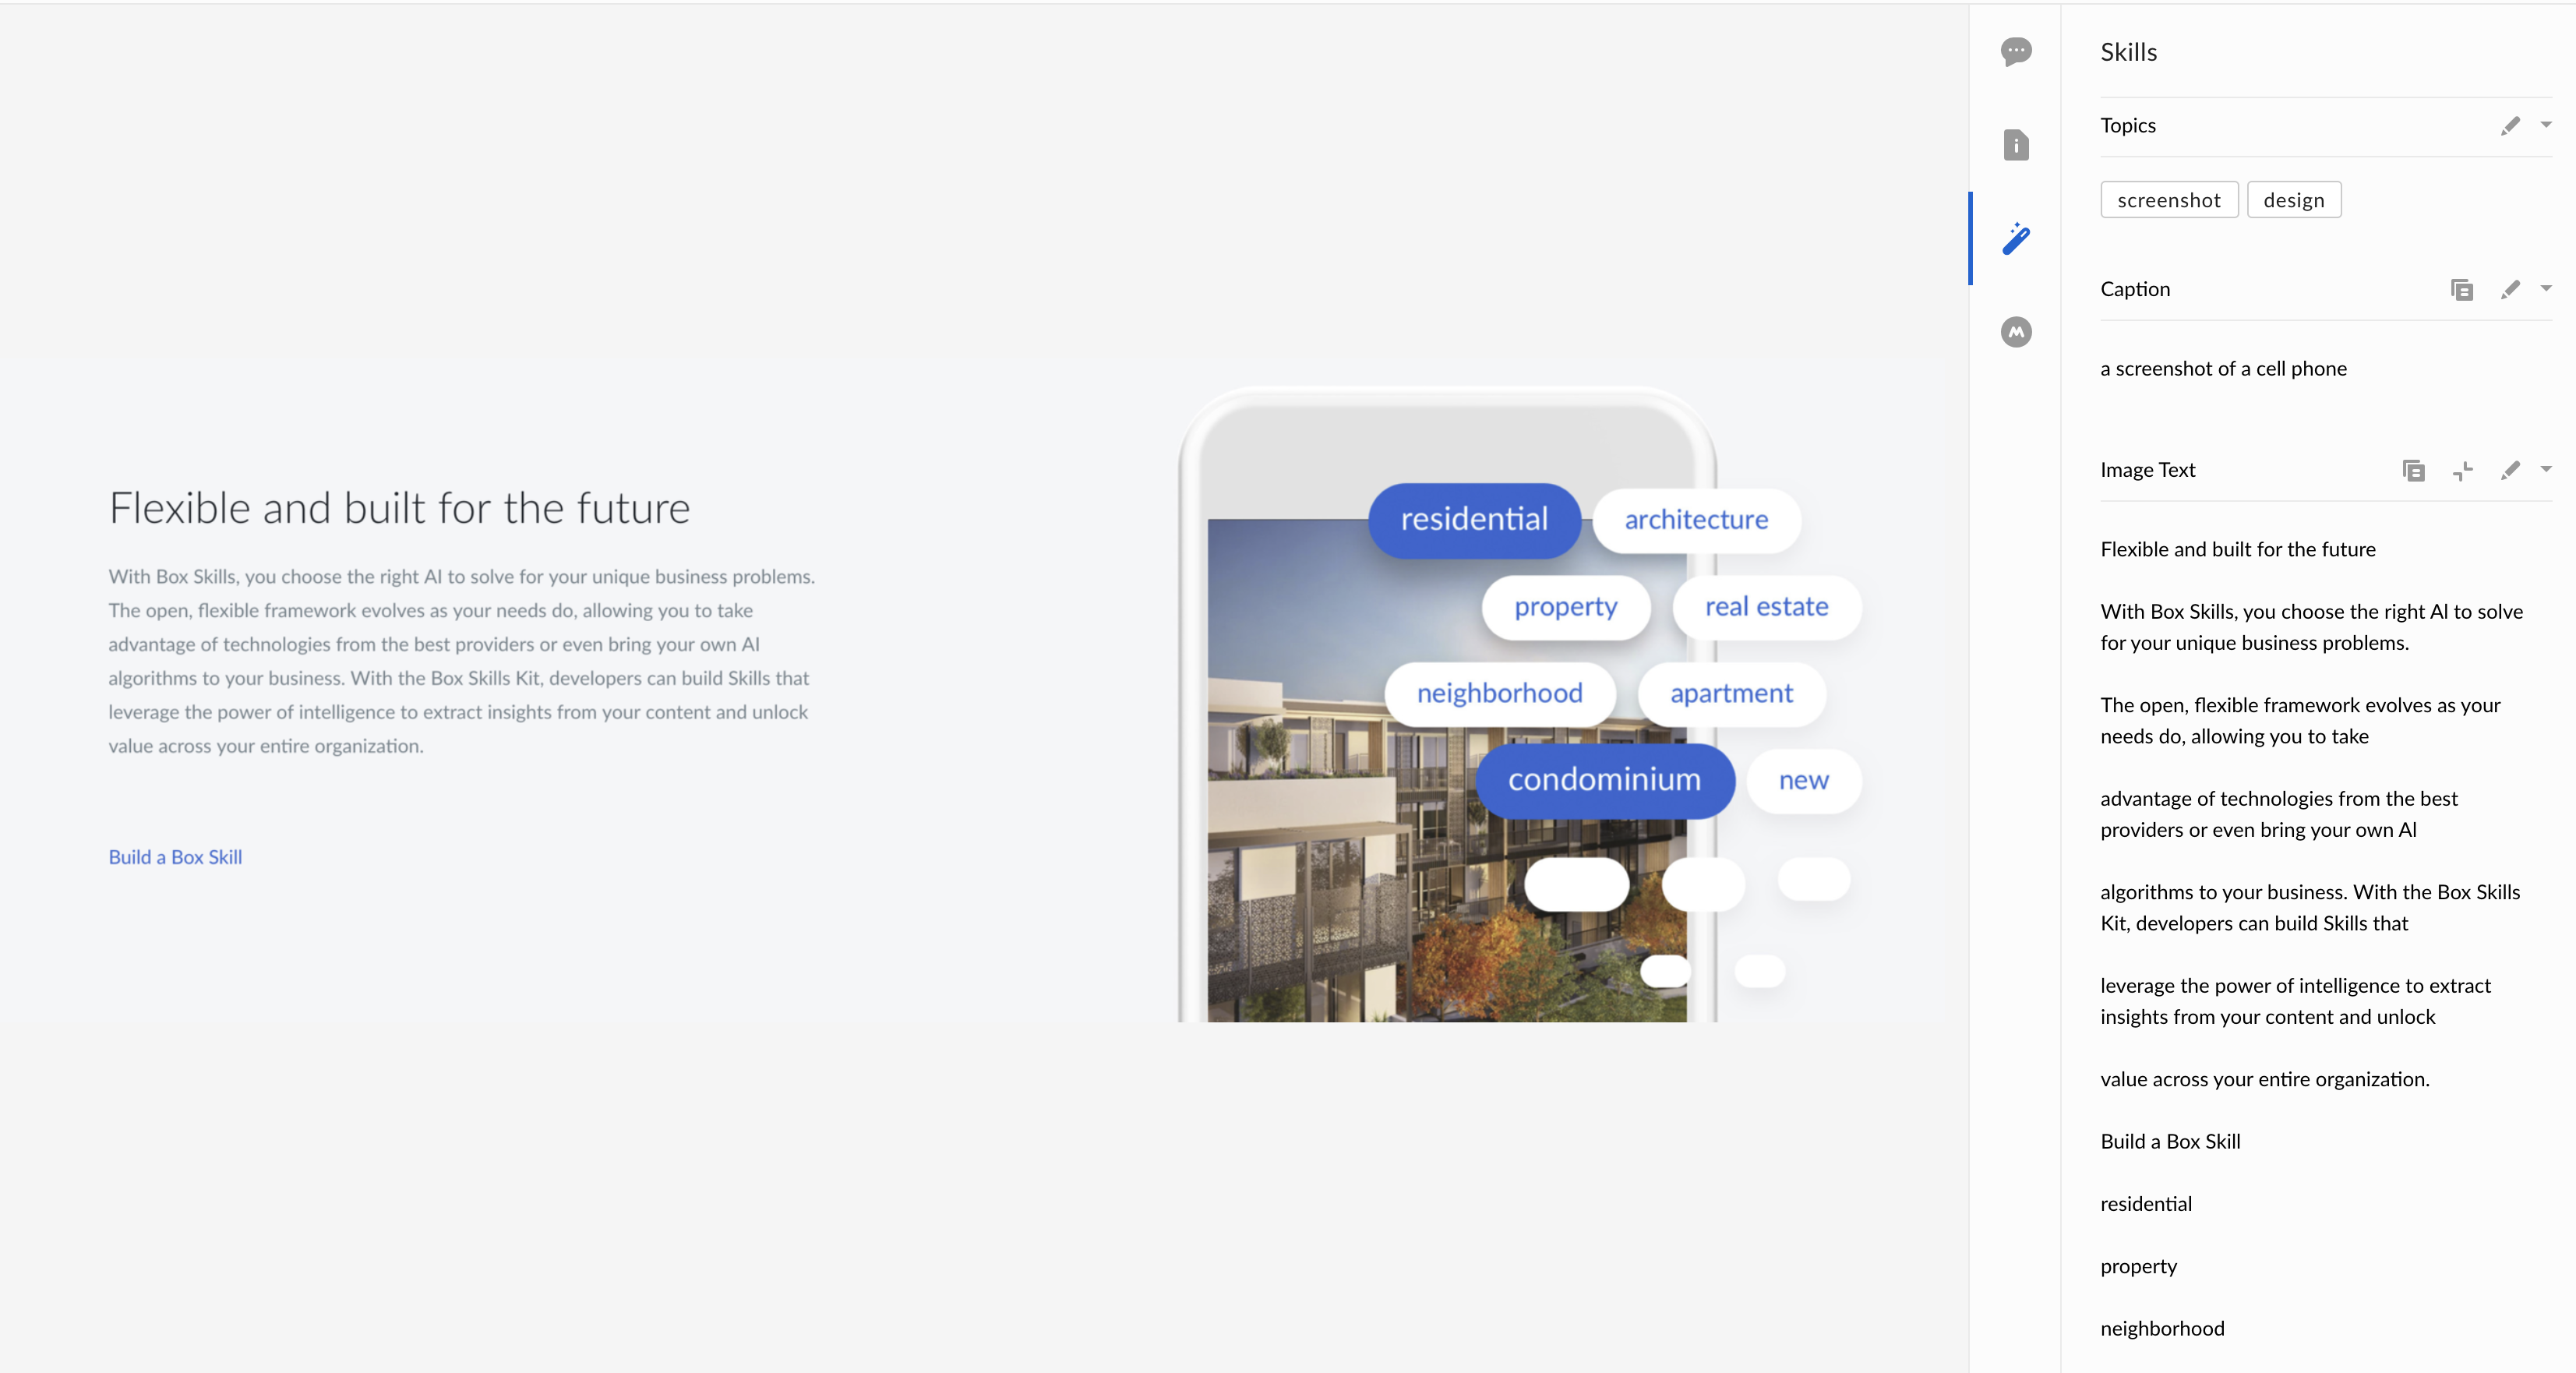 Flexible and built for the future
With Box Skills, you choose the right AI to solve for your unique business problems.
The open, flexible framework evolves as your needs do, allowing you to take
advantage of technologies from the best providers or even bring your own AI
algorithms to your business. With the Box Skills Kit, developers can build Skills that
leverage the power of intelligence to extract insights from your content and unlock
value across your entire organization.
Build a Box Skill
residential
architecture
property
real estate
neighborhood
apartment
condominium
new
Skills
Topics
screenshot
design
Caption
a screenshot of a cell phone
Image Text
Flexible and built for the future
With Box Skills, you choose the right AI to solve
for your unique business problems.
The open, flexible framework evolves as your
needs do, allowing you to take
advantage of technologies from the best
providers or even bring your own AI
algorithms to your business. With the Box Skills
Kit, developers can build Skills that
leverage the power of intelligence to extract
insights from your content and unlock
value across your entire organization.
Build a Box Skill
residential
property
neighborhood